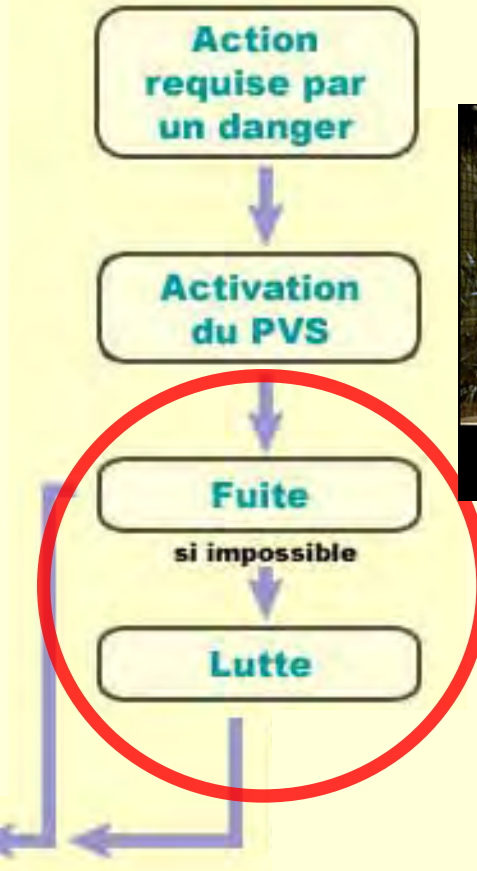 Action
requise par
un danger
Activation
du PVS
Fuite
si impossible
Lutte